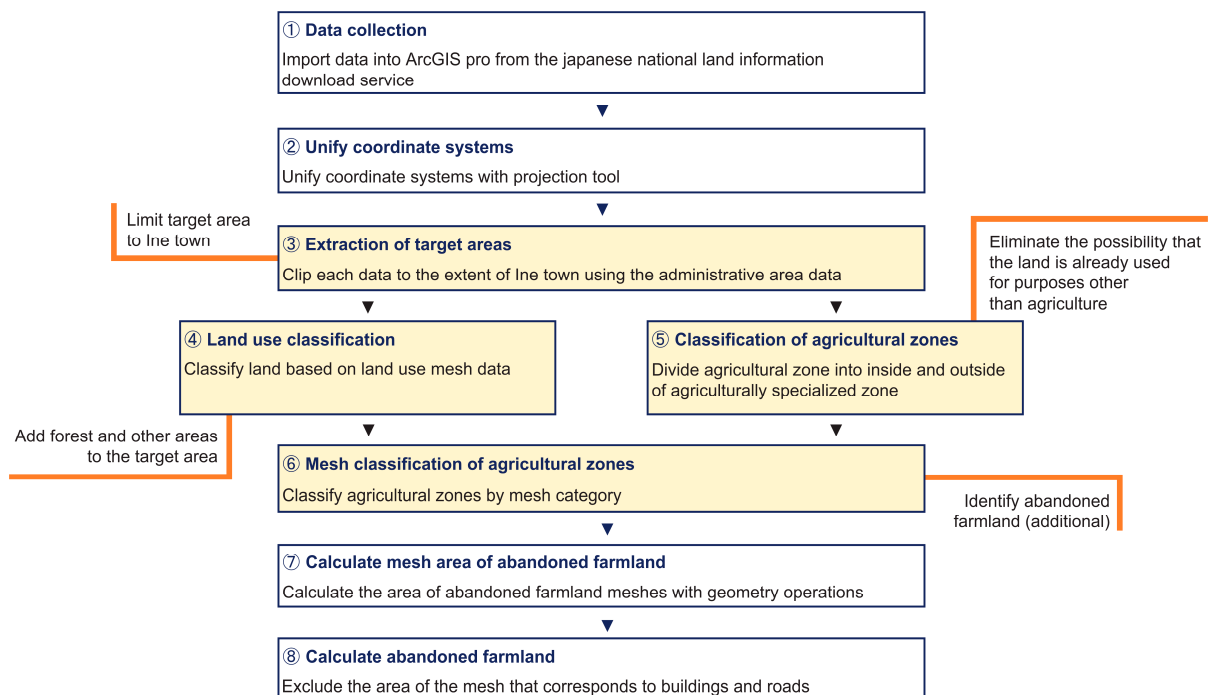 ① Data collection
Import data into ArcGIS pro from the japanese national land information
download service
▼
② Unify coordinate systems
Unify coordinate systems with projection tool
▼
Limit target area
to Ine town
③ Extraction of target areas
Clip each data to the extent of Ine town using the administrative area data
Eliminate the possibility that
the land is already used
for purposes other
than agriculture
▼ ▼
④ Land use classification
Classify land based on land use mesh data
⑤ Classification of agricultural zones
Divide agricultural zone into inside and outside
of agriculturally specialized zone
▼ ▼
Add forest and other areas
to the target area
⑥ Mesh classification of agricultural zones
Classify agricultural zones by mesh category
Identify abandoned
farmland (additional)
▼
⑦ Calculate mesh area of abandoned farmland
Calculate the area of abandoned farmland meshes with geometry operations
▼
⑧ Calculate abandoned farmland
Exclude the area of the mesh that corresponds to buildings and roads